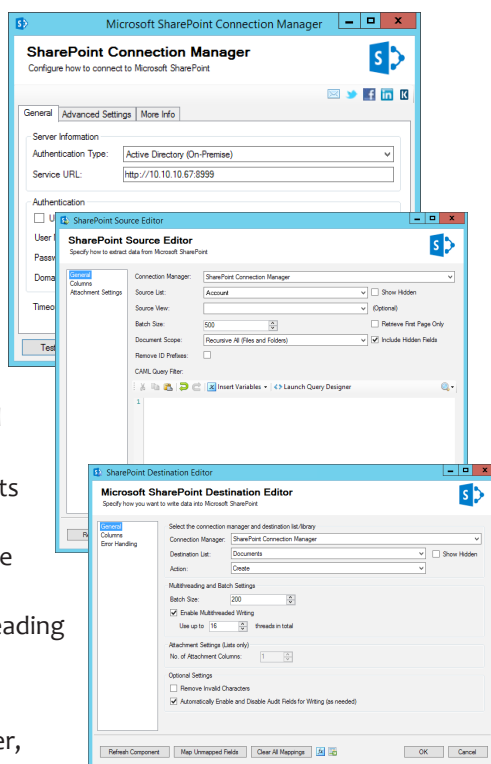 Microsoft SharePoint Connection Manager
SharePoint Connection Manager
Configure how to connect to Microsoft SharePoint
General Advanced Settings More Info
Server Information
Authentication Type: Active Directory (On-Premise)
Service URL: http://10.10.10.67:8999
Authentication
SharePoint Source Editor
SharePoint Source Editor
Specify how to extract data from Microsoft SharePoint
General
Columns
Attachment Settings
Connection Manager: SharePoint Connection Manager
Source List: Account Show Hidden
Source View: (Optional)
Batch Size: 500 Retrieve First Page Only
Document Scope: Recursive All (Files and Folders) Include Hidden Fields
Remove ID Prefixes:
CAML Query Filter:
Insert Variables Launch Query Designer
1
SharePoint Destination Editor
Microsoft SharePoint Destination Editor
Specify how you want to write data into Microsoft SharePoint
General
Columns
Error Handling
Select the connection manager and destination list/library
Connection Manager: SharePoint Connection Manager
Destination List: Documents Show Hidden
Action: Create
Multithreading and Batch Settings
Batch Size: 200
Enable Multithreaded Writing
Use up to 16 threads in total
Attachment Settings (Lists only)
No. of Attachment Columns: 1
Optional Settings
Remove Invalid Characters
Automatically Enable and Disable Audit Fields for Writing (as needed)
Refresh Component Map Unmapped Fields Clear All Mappings OK Cancel